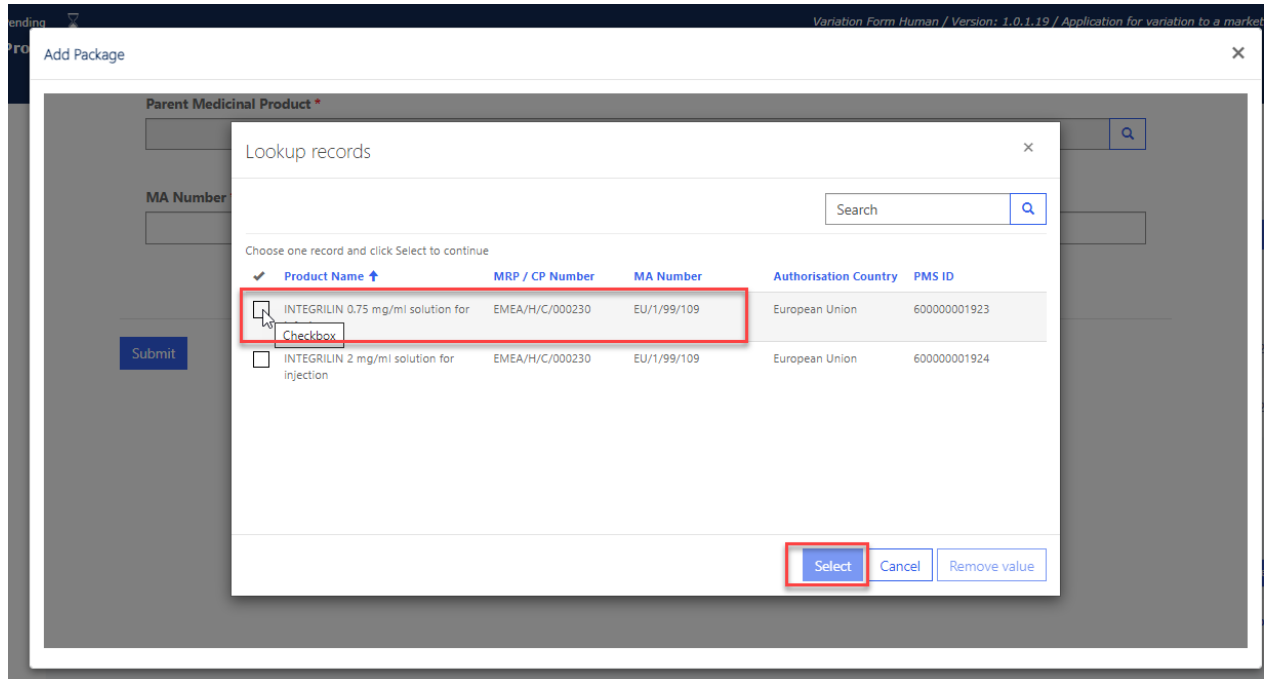 Variation Form Human / Version: 1.0.1.19 / Application for variation to a market
Add Package
×
Parent Medicinal Product *
Lookup records
×
MA Number
Search
Choose one record and click Select to continue
Product Name MRP / CP Number MA Number Authorisation Country PMS ID
INTEGRILIN 0.75 mg/ml solution for EMEA/H/C/000230 EU/1/99/109 European Union 600000001923
Checkbox
INTEGRILIN 2 mg/ml solution for EMEA/H/C/000230 EU/1/99/109 European Union 600000001924
injection
Submit
Select Cancel Remove value